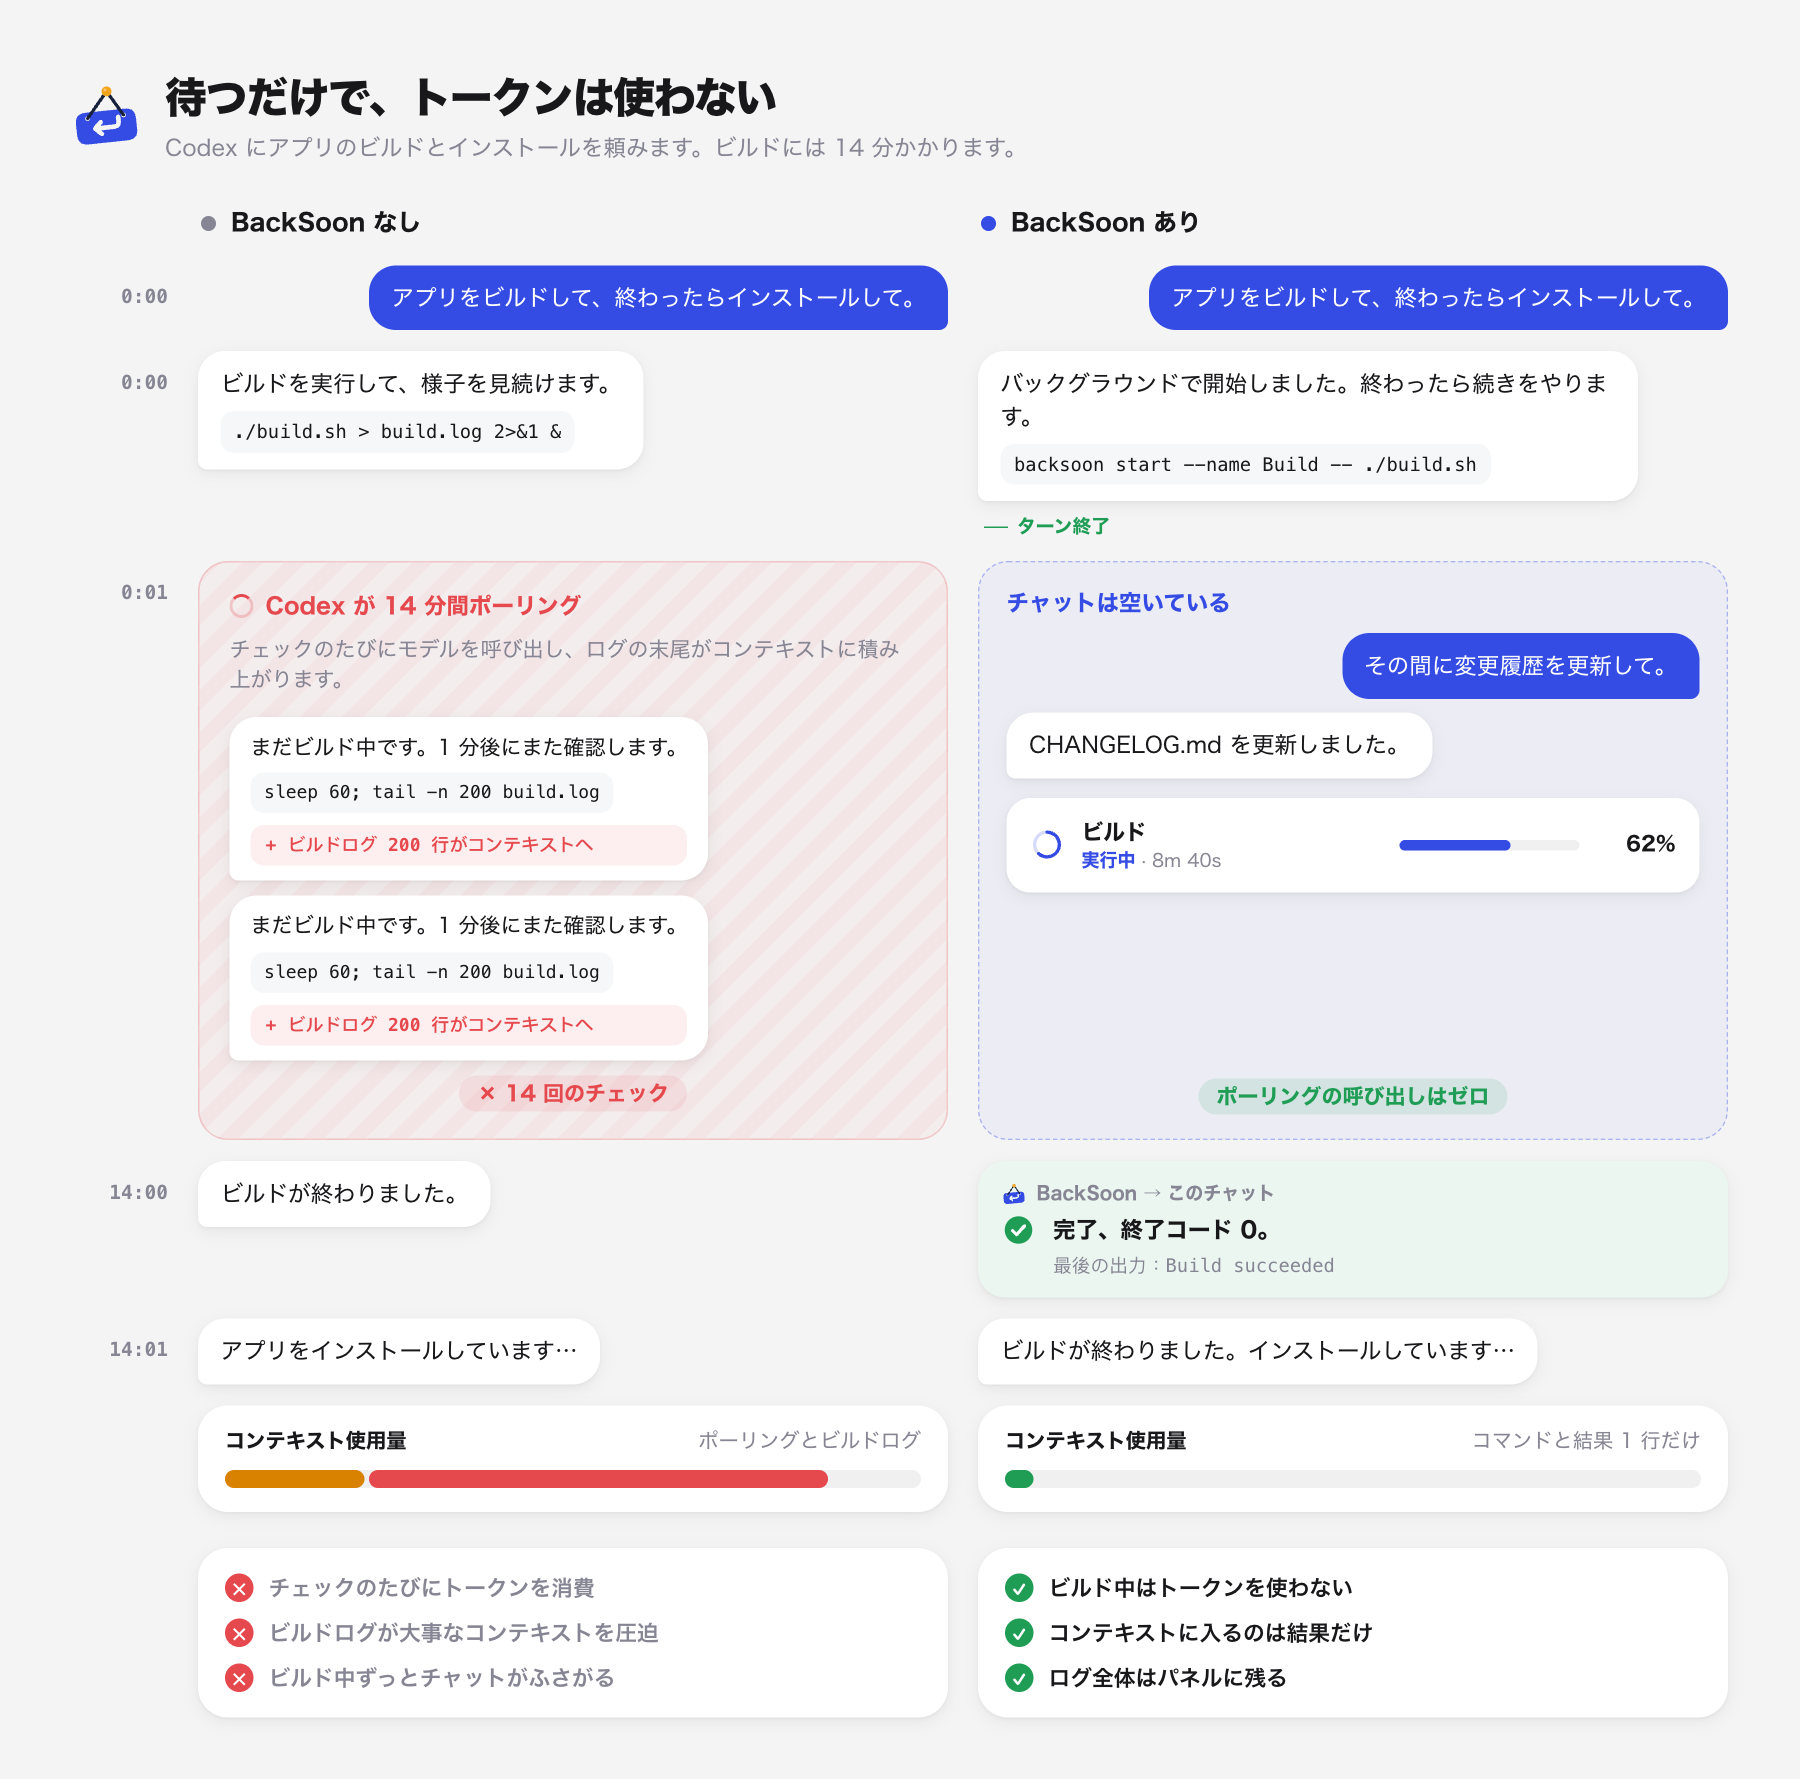 待つだけで、トークンは使わない
Codex にアプリのビルドとインストールを頼みます。ビルドには 14 分かかります。
BackSoon なし
BackSoon あり
0:00
アプリをビルドして、終わったらインストールして。
アプリをビルドして、終わったらインストールして。
0:00
ビルドを実行して、様子を見続けます。
./build.sh > build.log 2>&1 &
バックグラウンドで開始しました。終わったら続きをやりま
す。
backsoon start --name Build -- ./build.sh
— ターン終了
0:01
Codex が 14 分間ポーリング
チェックのたびにモデルを呼び出し、ログの末尾がコンテキストに積み
上がります。
まだビルド中です。1 分後にまた確認します。
sleep 60; tail -n 200 build.log
+ ビルドログ 200 行がコンテキストへ
まだビルド中です。1 分後にまた確認します。
sleep 60; tail -n 200 build.log
+ ビルドログ 200 行がコンテキストへ
× 14 回のチェック
チャットは空いている
その間に変更履歴を更新して。
CHANGELOG.md を更新しました。
ビルド
実行中 · 8m 40s
62%
ポーリングの呼び出しはゼロ
14:00
ビルドが終わりました。
BackSoon → このチャット
完了、終了コード 0。
最後の出力：Build succeeded
14:01
アプリをインストールしています…
ビルドが終わりました。インストールしています…
コンテキスト使用量
ポーリングとビルドログ
コンテキスト使用量
コマンドと結果 1 行だけ
チェックのたびにトークンを消費
ビルドログが大事なコンテキストを圧迫
ビルド中ずっとチャットがふさがる
ビルド中はトークンを使わない
コンテキストに入るのは結果だけ
ログ全体はパネルに残る